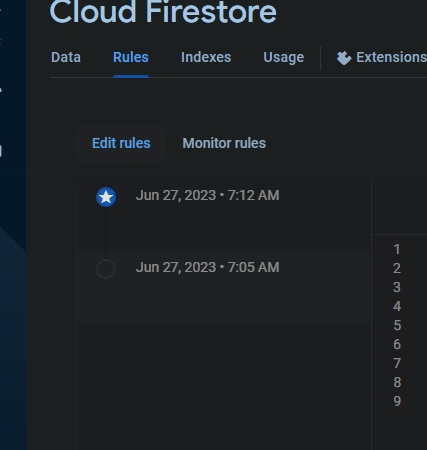 Cloud Firestore
Data Rules Indexes Usage Extensions
Edit rules Monitor rules
Jun 27, 2023 • 7:12 AM
Jun 27, 2023 • 7:05 AM
1
2
3
4
5
6
7
8
9